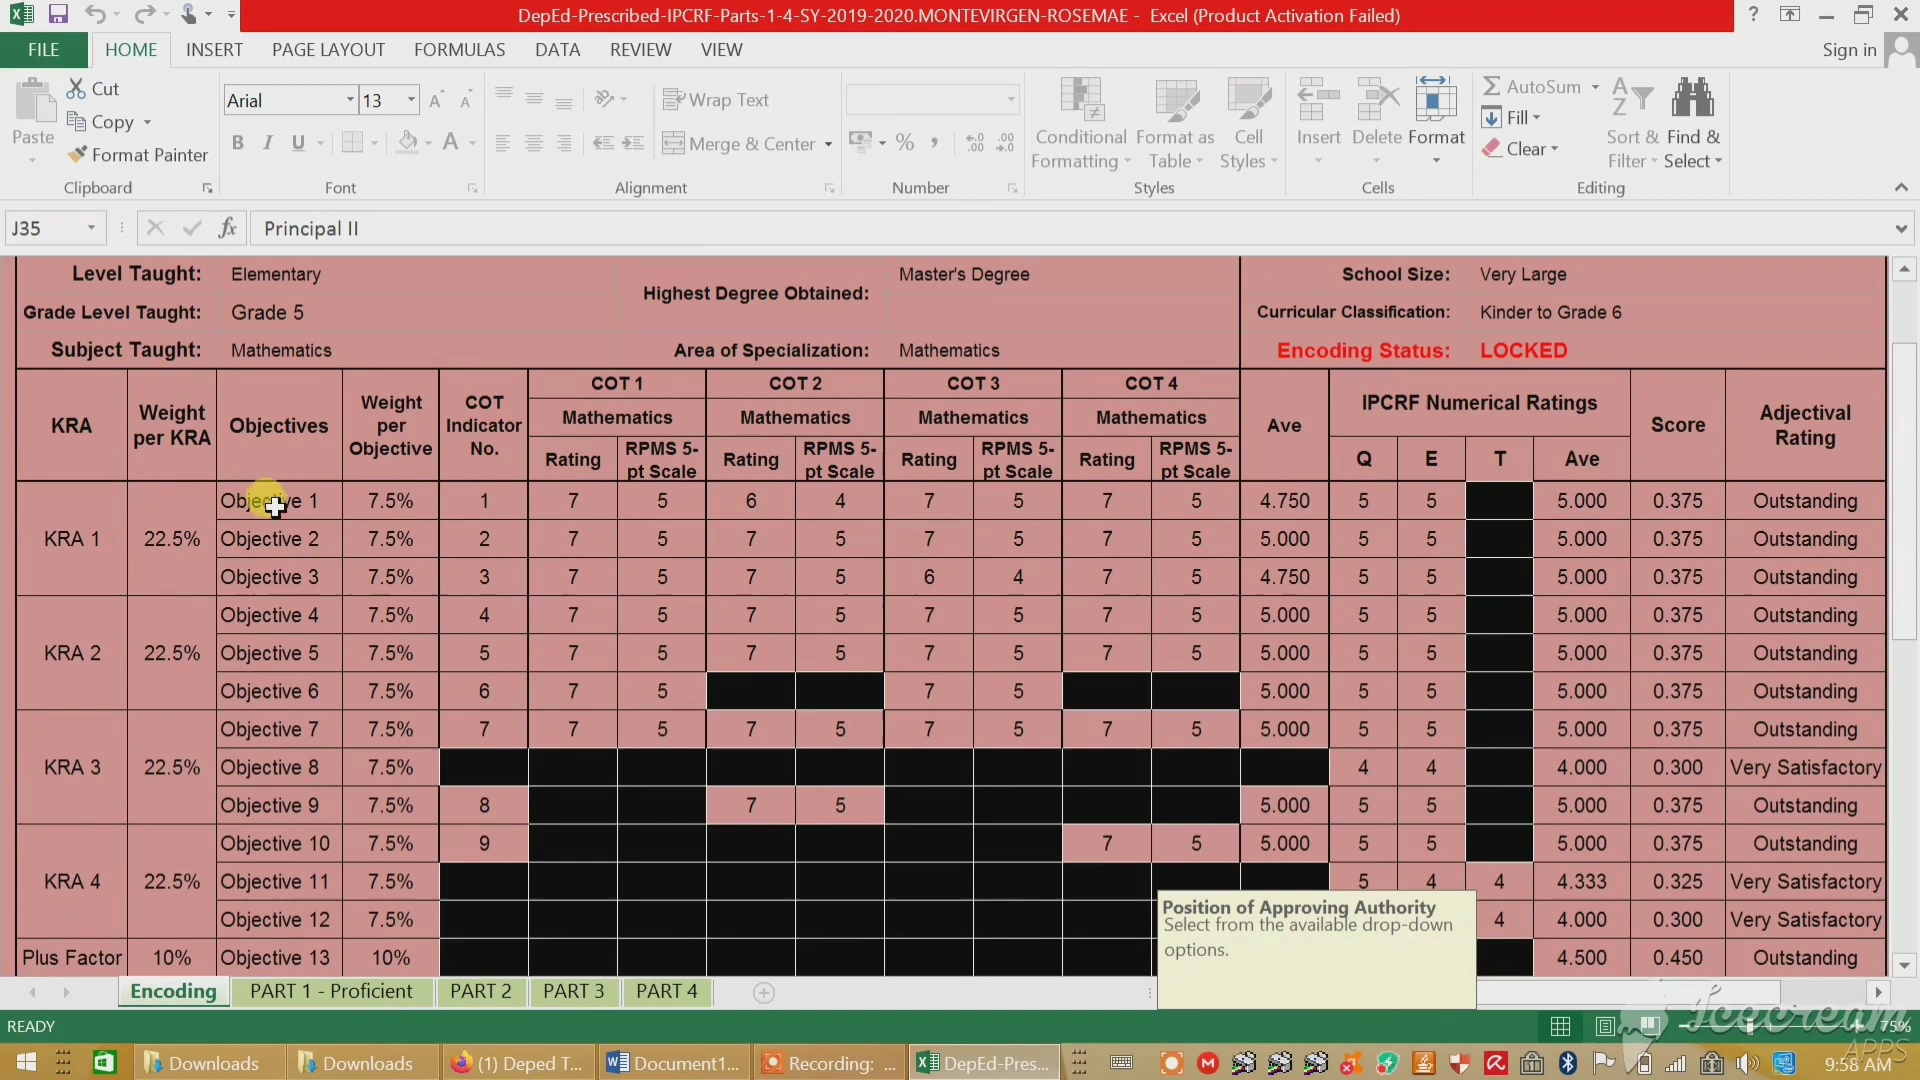 DepEd-Prescribed-IPCRF-Parts-1-4-SY-2019-2020.MONTEVIRGEN-ROSEMAE - Excel (Product Activation Failed)
FILE HOME INSERT PAGE LAYOUT FORMULAS DATA REVIEW VIEW Sign in
Paste
Cut
Copy
Format Painter
Clipboard
Arial 13
B I U
Font
Wrap Text
Merge & Center
Alignment
%
Number
Conditional Formatting
Format as Table
Cell Styles
Styles
Insert Delete Format
Cells
AutoSum
Fill
Clear
Sort & Filter
Find & Select
Editing
J35 fx Principal II
Level Taught: Elementary Highest Degree Obtained: Master's Degree School Size: Very Large
Grade Level Taught: Grade 5 Curricular Classification: Kinder to Grade 6
Subject Taught: Mathematics Area of Specialization: Mathematics Encoding Status: LOCKED
KRA Weight per KRA Objectives Weight per Objective COT Indicator No. COT 1 COT 2 COT 3 COT 4 Ave IPCRF Numerical Ratings Score Adjectival Rating
Mathematics Mathematics Mathematics Mathematics
Rating RPMS 5-pt Scale Rating RPMS 5-pt Scale Rating RPMS 5-pt Scale Rating RPMS 5-pt Scale Q E T Ave
KRA 1 22.5% Objective 1 7.5% 1 7 5 6 4 7 5 7 5 4.750 5 5 5.000 0.375 Outstanding
Objective 2 7.5% 2 7 5 7 5 7 5 7 5 5.000 5 5 5.000 0.375 Outstanding
Objective 3 7.5% 3 7 5 7 5 6 4 7 5 4.750 5 5 5.000 0.375 Outstanding
KRA 2 22.5% Objective 4 7.5% 4 7 5 7 5 7 5 7 5 5.000 5 5 5.000 0.375 Outstanding
Objective 5 7.5% 5 7 5 7 5 7 5 7 5 5.000 5 5 5.000 0.375 Outstanding
Objective 6 7.5% 6 7 5 7 5 5.000 5 5 5.000 0.375 Outstanding
KRA 3 22.5% Objective 7 7.5% 7 7 5 7 5 7 5 7 5 5.000 5 5 5.000 0.375 Outstanding
Objective 8 7.5% 4 4 4.000 0.300 Very Satisfactory
Objective 9 7.5% 8 7 5 5.000 5 5 5.000 0.375 Outstanding
KRA 4 22.5% Objective 10 7.5% 9 7 5 5.000 5 5 5.000 0.375 Outstanding
Objective 11 7.5% 5 4 4 4.333 0.325 Very Satisfactory
Objective 12 7.5% 4 4.000 0.300 Very Satisfactory
Plus Factor 10% Objective 13 10% 4.500 0.450 Outstanding
Position of Approving Authority
Select from the available drop-down
options.
Encoding PART 1 - Proficient PART 2 PART 3 PART 4
READY 75%
Icecream
APPS
Downloads Downloads (1) Deped T... Document1... Recording: ... DepEd-Pres... 9:58 AM